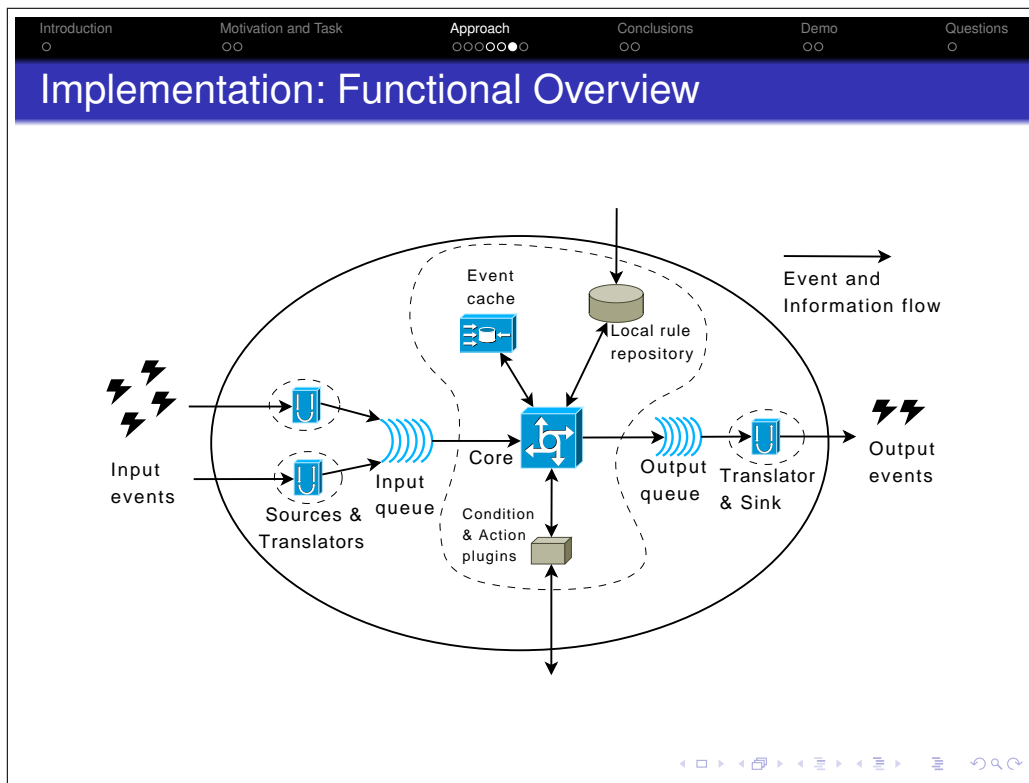 Introduction
Motivation and Task
Approach
Conclusions
Demo
Questions
Implementation: Functional Overview
Event
cache
Local rule
repository
Event and
Information flow
Input
events
Sources &
Translators
Input
queue
Core
Condition
& Action
plugins
Output
queue
Translator
& Sink
Output
events